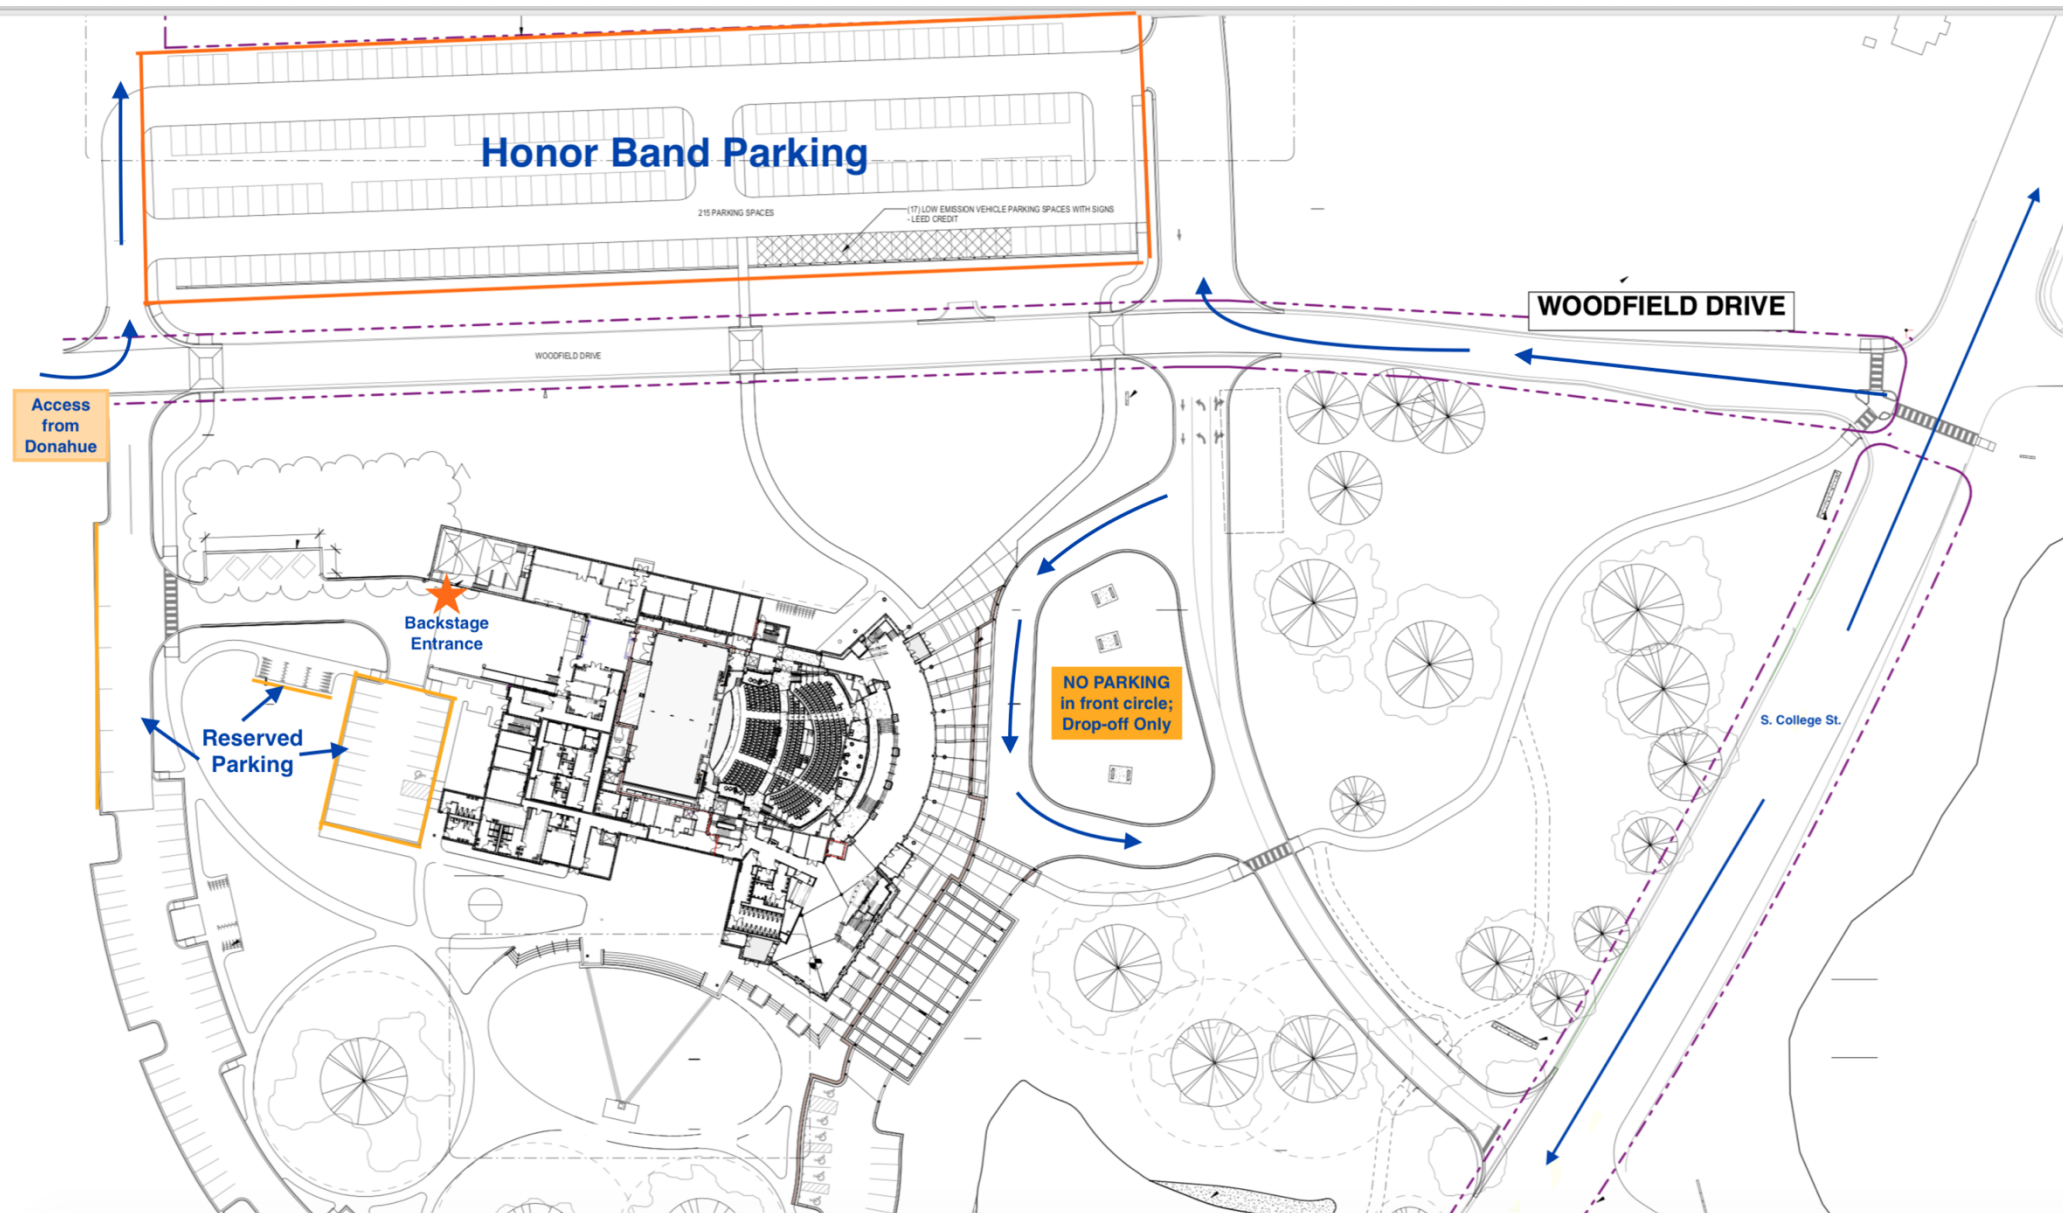 Honor Band Parking
215 PARKING SPACES
(17) LOW EMISSION VEHICLE PARKING SPACES WITH SIGNS
- LEED CREDIT
WOODFIELD DRIVE
WOODFIELD DRIVE
Access
from
Donahue
Backstage
Entrance
NO PARKING
in front circle;
Drop-off Only
S. College St.
Reserved
Parking